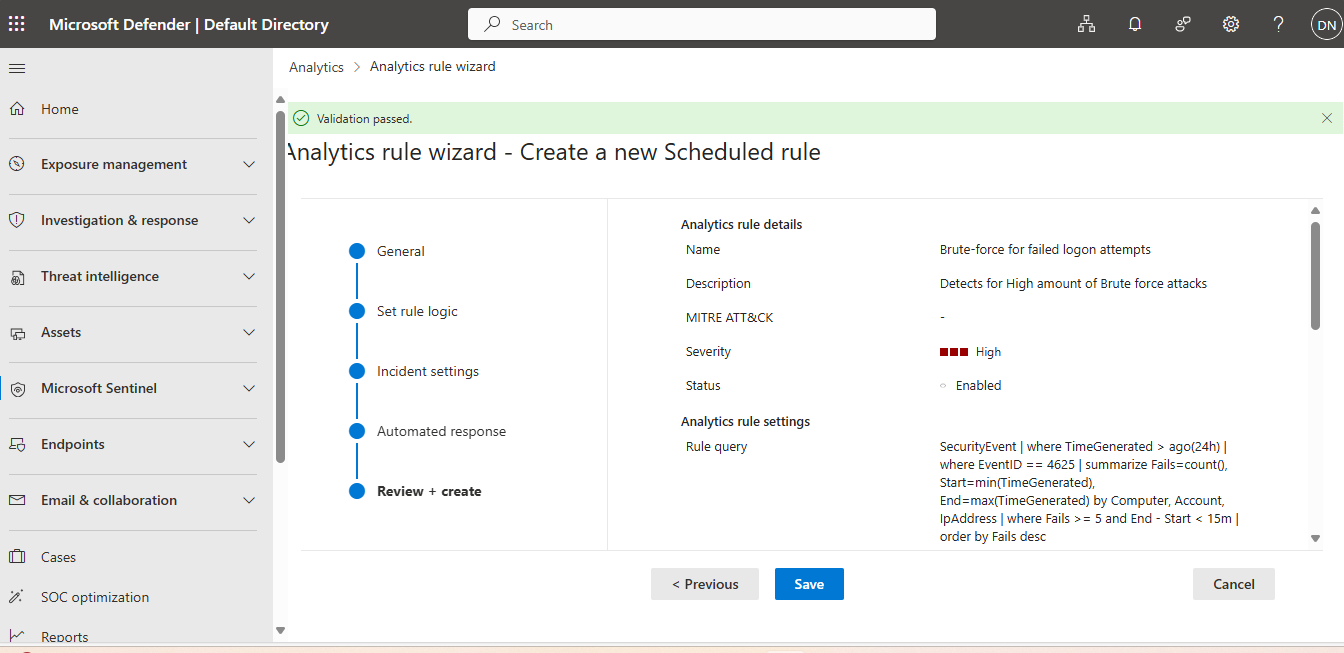 Microsoft Defender | Default Directory
Search
DN
Analytics > Analytics rule wizard
Home
Exposure management
Investigation & response
Threat intelligence
Assets
Microsoft Sentinel
Endpoints
Email & collaboration
Cases
SOC optimization
Reports
Validation passed.
Analytics rule wizard - Create a new Scheduled rule
General
Set rule logic
Incident settings
Automated response
Review + create
Analytics rule details
Name Brute-force for failed logon attempts
Description Detects for High amount of Brute force attacks
MITRE ATT&CK -
Severity High
Status Enabled
Analytics rule settings
Rule query SecurityEvent | where TimeGenerated > ago(24h) |
where EventID == 4625 | summarize Fails=count(),
Start=min(TimeGenerated),
End=max(TimeGenerated) by Computer, Account,
IpAddress | where Fails >= 5 and End - Start < 15m |
order by Fails desc
< Previous
Save
Cancel